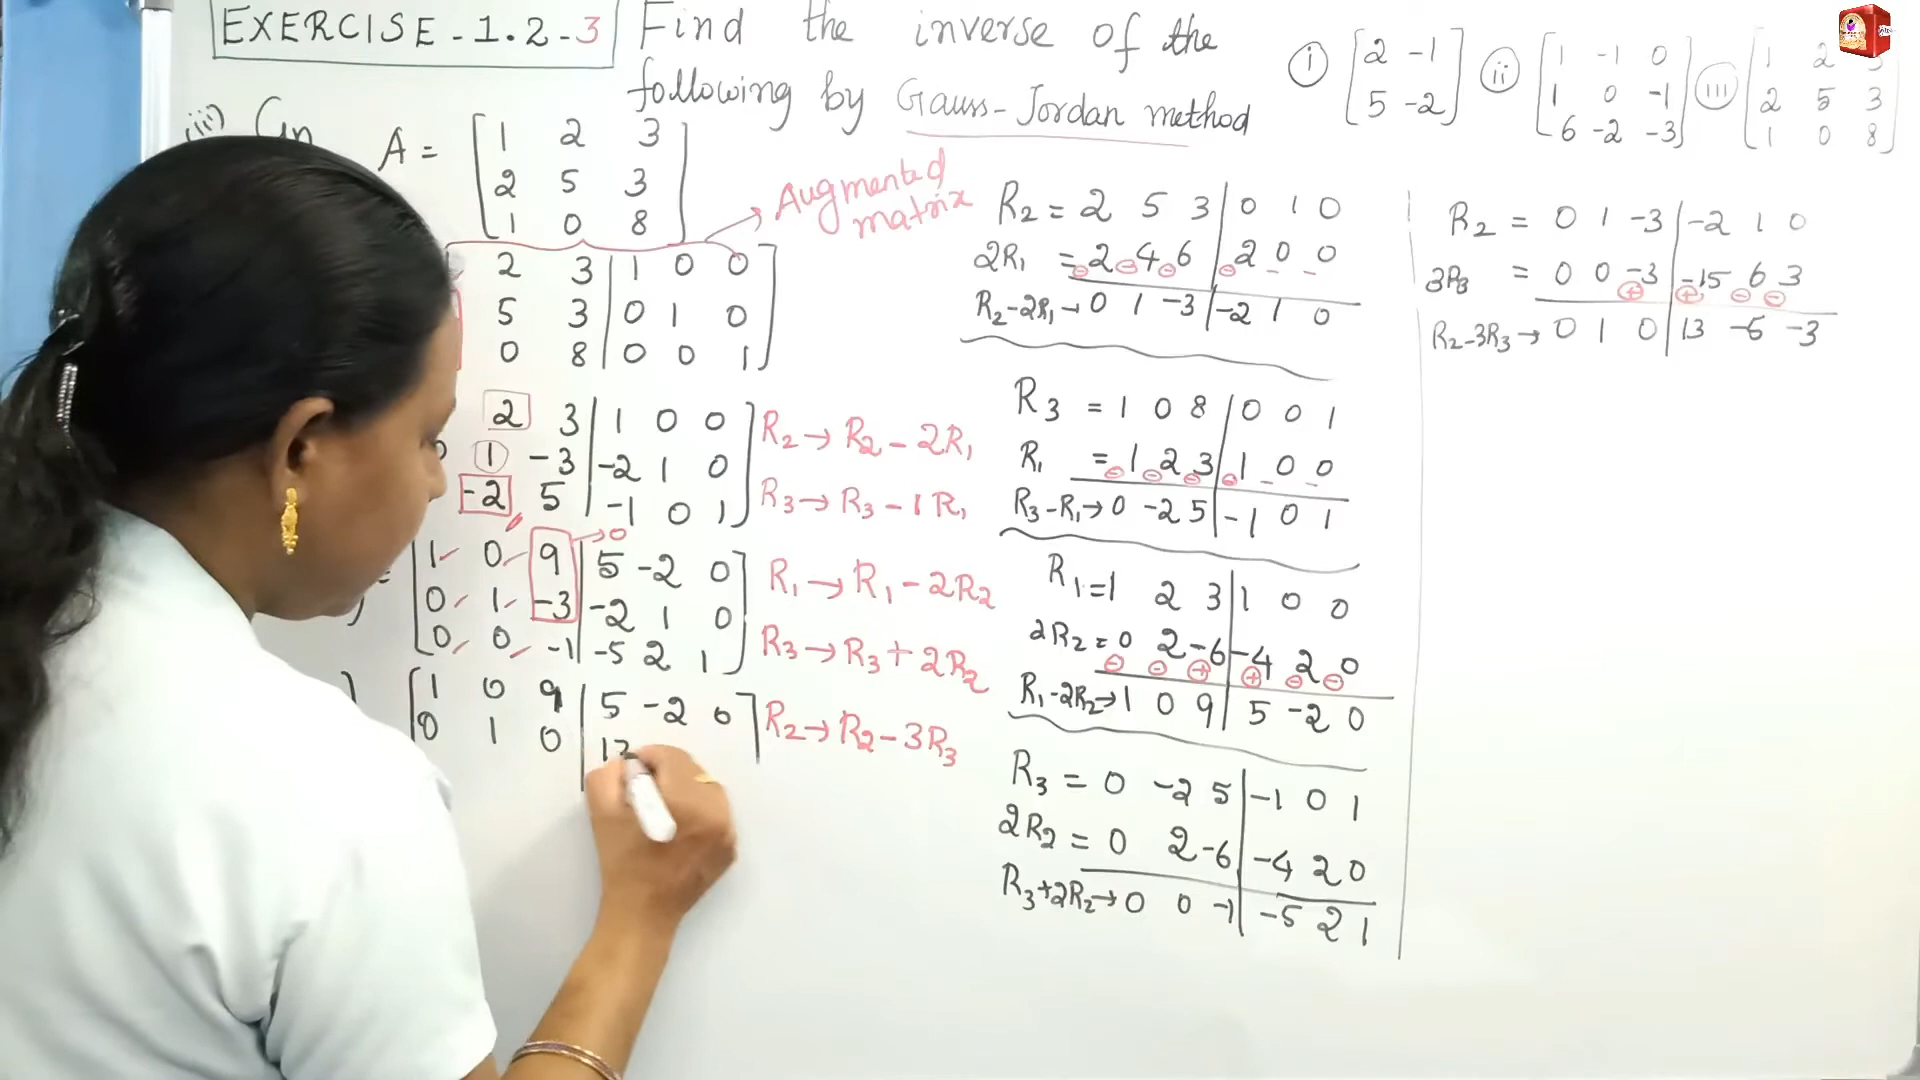 EXERCISE - 1.2 - 3
Find the inverse of the
following by Gauss-Jordan method
i [2 -1
5 -2]
ii [1 -1 0
1 0 -1
6 -2 -3]
iii [1 2
2 5 3
1 0 8]
iii)
A = [1 2 3
2 5 3
1 0 8]
Augmented
matrix
2 3 | 1 0 0
5 3 | 0 1 0
0 8 | 0 0 1]
2 3 | 1 0 0
1 -3 | -2 1 0
-2 5 | -1 0 1]
R2 → R2 - 2R1
R3 → R3 - 1R1
→ 0
= [1 0 9 | 5 -2 0
0 1 -3 | -2 1 0
0 0 -1 | -5 2 1]
R1 → R1 - 2R2
R3 → R3 + 2R2
[1 0 9 | 5 -2 0]
0 1 0 | 13
R2 → R2 - 3R3
R2 = 2 5 3 | 0 1 0
2R1 = 2 4 6 | 2 0 0
R2-2R1 → 0 1 -3 | -2 1 0
R3 = 1 0 8 | 0 0 1
R1 = 1 2 3 | 1 0 0
R3-R1 → 0 -2 5 | -1 0 1
R1 = 1 2 3 | 1 0 0
2R2 = 0 2 -6 | -4 2 0
R1-2R2 → 1 0 9 | 5 -2 0
R3 = 0 -2 5 | -1 0 1
2R2 = 0 2 -6 | -4 2 0
R3+2R2 → 0 0 -1 | -5 2 1
R2 = 0 1 -3 | -2 1 0
3R3 = 0 0 -3 | -15 6 3
R2-3R3 → 0 1 0 | 13 -6 -3